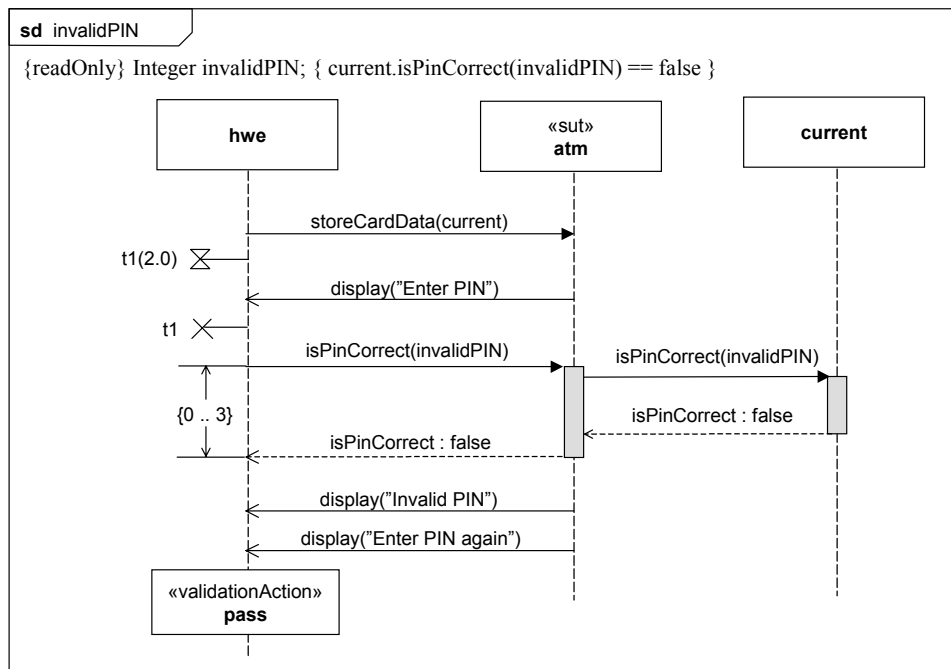 sd invalidPIN
{readOnly} Integer invalidPIN; { current.isPinCorrect(invalidPIN) == false }
hwe
«sut»
atm
current
storeCardData(current)
t1(2.0)
display(”Enter PIN”)
t1
isPinCorrect(invalidPIN)
isPinCorrect(invalidPIN)
{0 .. 3}
isPinCorrect : false
isPinCorrect : false
display(”Invalid PIN”)
display(”Enter PIN again”)
«validationAction»
pass